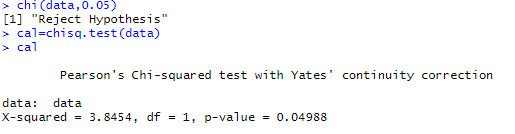 > chi(data,0.05)
[1] "Reject Hypothesis"
> cal=chisq.test(data)
> cal
Pearson's Chi-squared test with Yates' continuity correction
data:  data
X-squared = 3.8454, df = 1, p-value = 0.04988